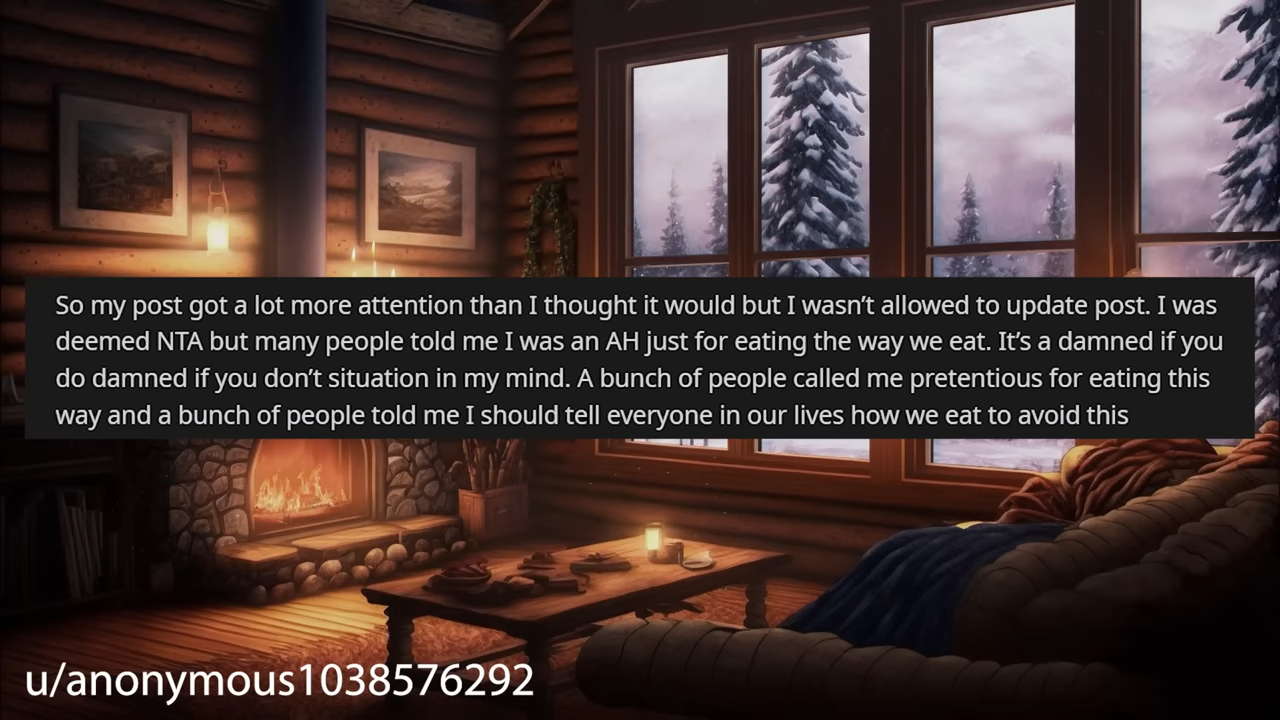 So my post got a lot more attention than I thought it would but I wasn’t allowed to update post. I was
deemed NTA but many people told me I was an AH just for eating the way we eat. It’s a damned if you
do damned if you don’t situation in my mind. A bunch of people called me pretentious for eating this
way and a bunch of people told me I should tell everyone in our lives how we eat to avoid this
u/anonymous1038576292